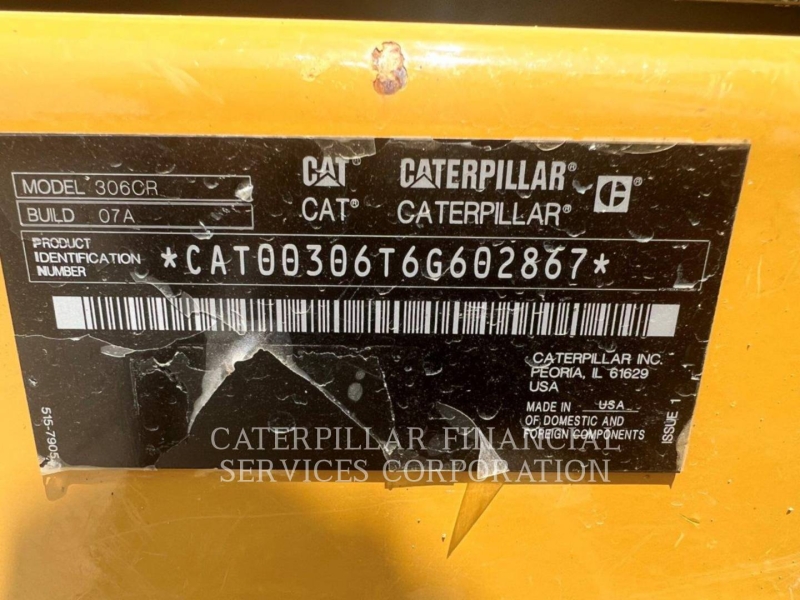 CAT CATERPILLAR
CAT® CATERPILLAR®
MODEL 306CR
BUILD 07A
PRODUCT
IDENTIFICATION
NUMBER
*CAT00306T6G602867*
CATERPILLAR INC.
PEORIA, IL 61629
USA
MADE IN USA
OF DOMESTIC AND
FOREIGN COMPONENTS
ISSUE 1
CATERPILLAR FINANCIAL
SERVICES CORPORATION